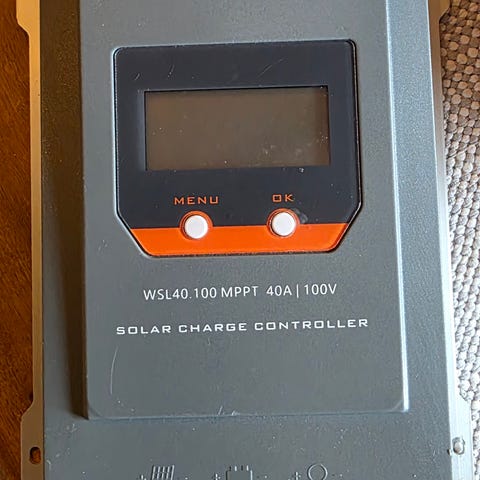 MENU OK
WSL40.100 MPPT 40A | 100V
SOLAR CHARGE CONTROLLER